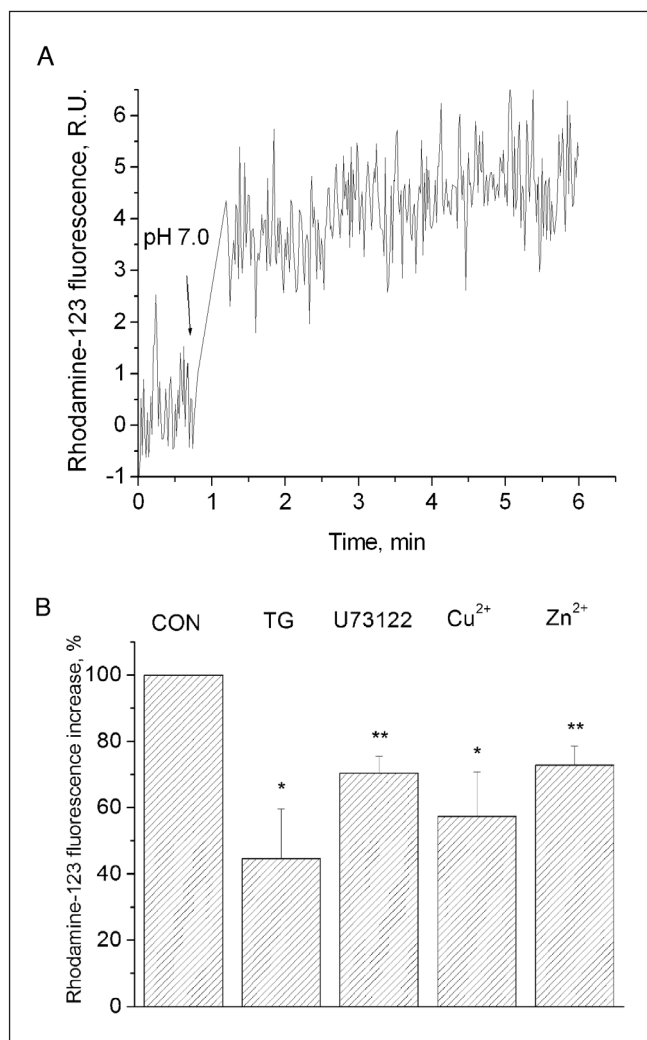 A
Rhodamine-123 fluorescence, R.U.
6
5
4
3
2
1
0
-1
pH 7.0
0 1 2 3 4 5 6
Time, min
B
CON TG U73122 Cu²⁺ Zn²⁺
Rhodamine-123 fluorescence increase, %
100
80
60
40
20
0
* ** * **